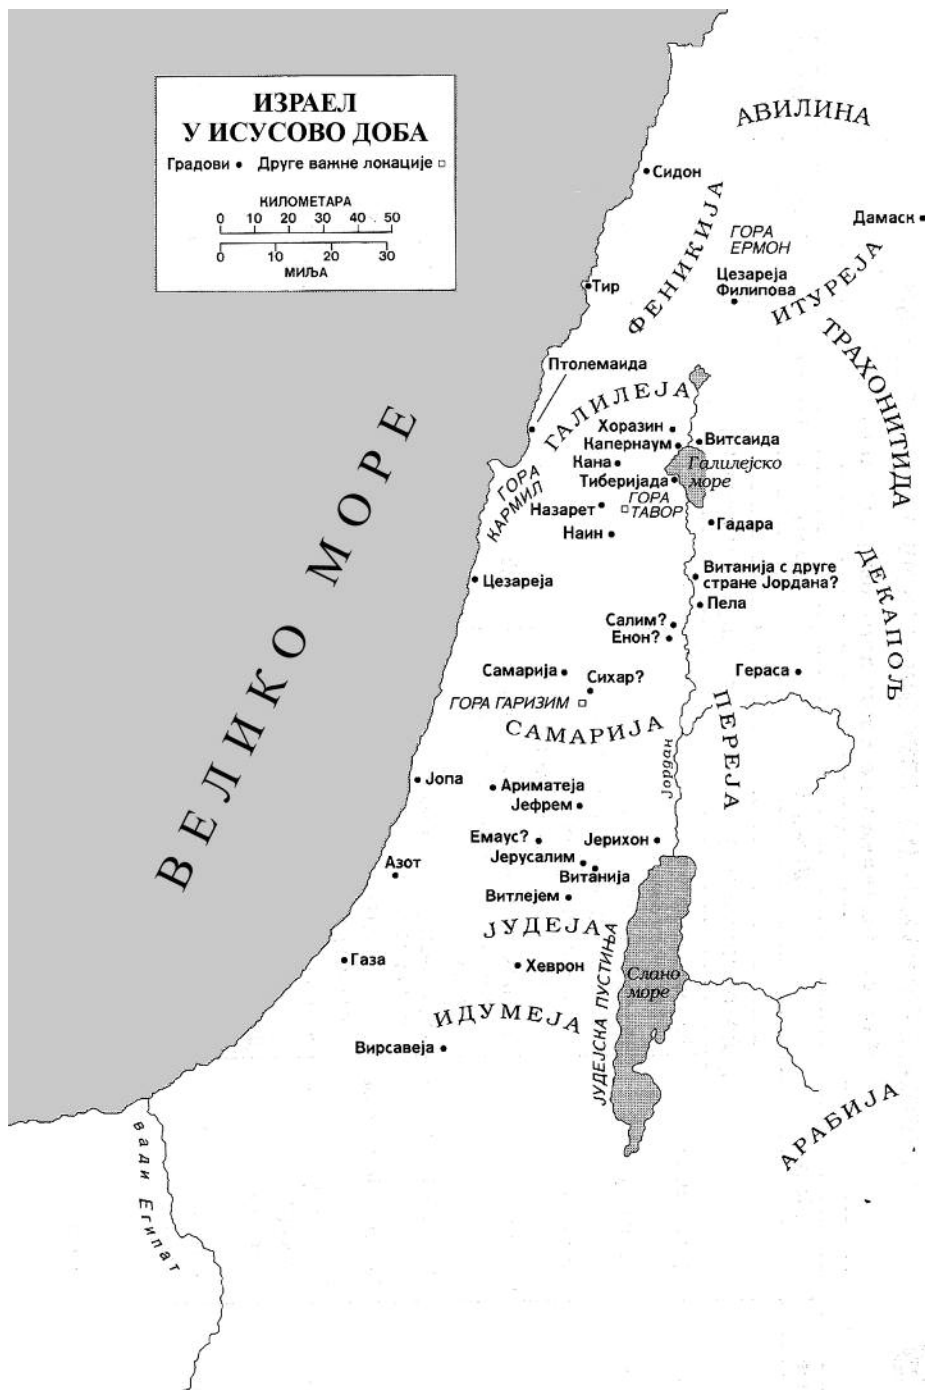 ИЗРАЕЛ
У ИСУСОВО ДОБА
Градови • Друге важне локације □
КИЛОМЕТАРА
0 10 20 30 40 50
0 10 20 30
МИЉА
АВИЛИНА
Сидон
ФЕНИКИЈА
Дамаск
ГОРА
ЕРМОН
Цезареја
Филипова
ИТУРЕЈА
Тир
ТРАХОНИТИДА
Птолемаида
ГАЛИЛЕЈА
Хоразин
Капернаум
Витсаида
Кана
Галилејско
море
Тиберијада
ГОРА
КАРМИЛ
ГОРА
ТАВОР
Назарет
Гадара
Наин
ВЕЛИКО МОРЕ
Цезареја
Витанија с друге
стране Јордана?
Пела
ДЕКАПОЉ
Салим?
Енон?
Самарија
Сихар?
Гераса
ГОРА ГАРИЗИМ
САМАРИЈА
ПЕРЕЈА
Јордан
Јопа
Ариматеја
Јефрем
Емаус?
Јерихон
Јерусалим
Витанија
Азот
Витлејем
ЈУДЕЈА
ЈУДЕЈСКА ПУСТИЊА
Газа
Хеврон
Слано
море
ИДУМЕЈА
Вирсавеја
АРАБИЈА
вади Египат